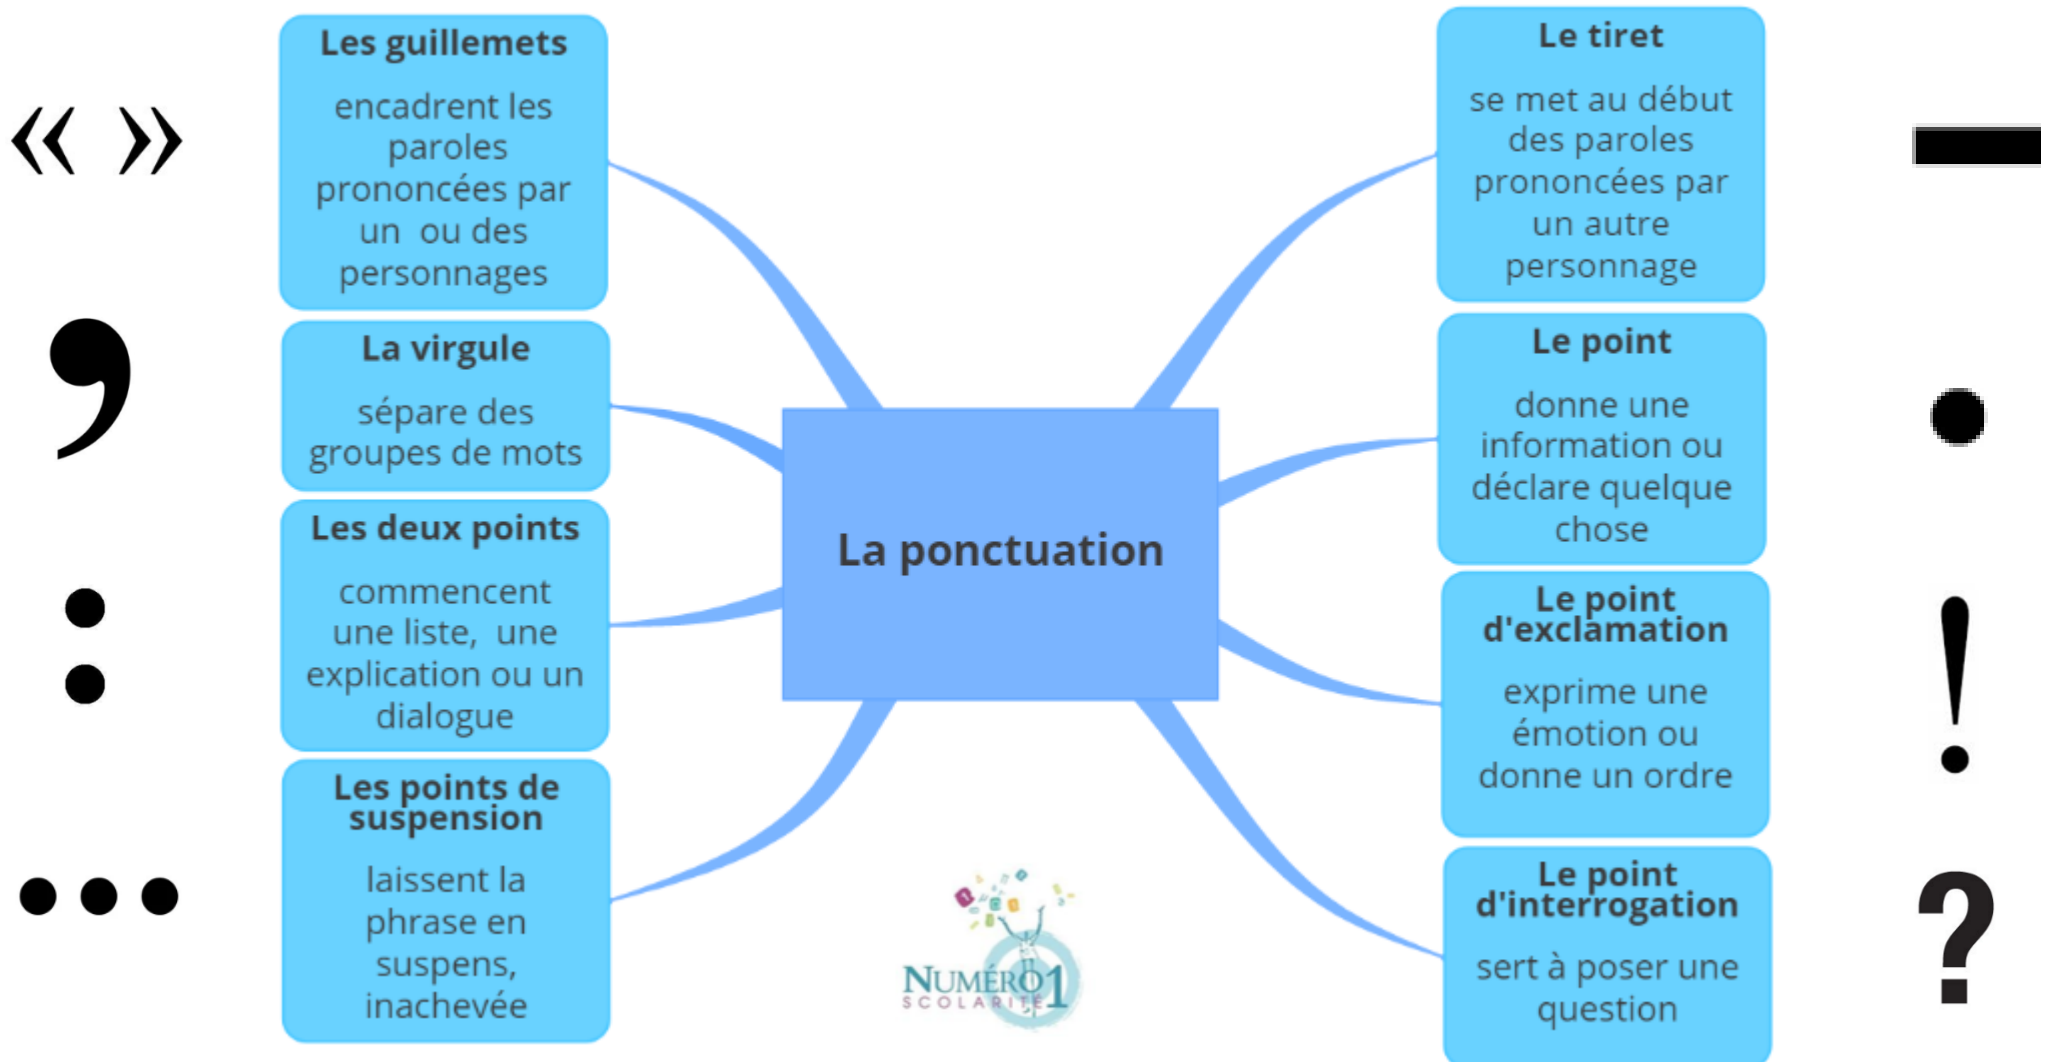 « »
Les guillemets
encadrent les
paroles
prononcées par
un  ou des
personnages
,
La virgule
sépare des
groupes de mots
:
Les deux points
commencent
une liste,  une
explication ou un
dialogue
...
Les points de
suspension
laissent la
phrase en
suspens,
inachevée
La ponctuation
NUMÉRO1
SCOLARITÉ
Le tiret
se met au début
des paroles
prononcées par
un autre
personnage
–
Le point
donne une
information ou
déclare quelque
chose
.
Le point
d'exclamation
exprime une
émotion ou
donne un ordre
!
Le point
d'interrogation
sert à poser une
question
?